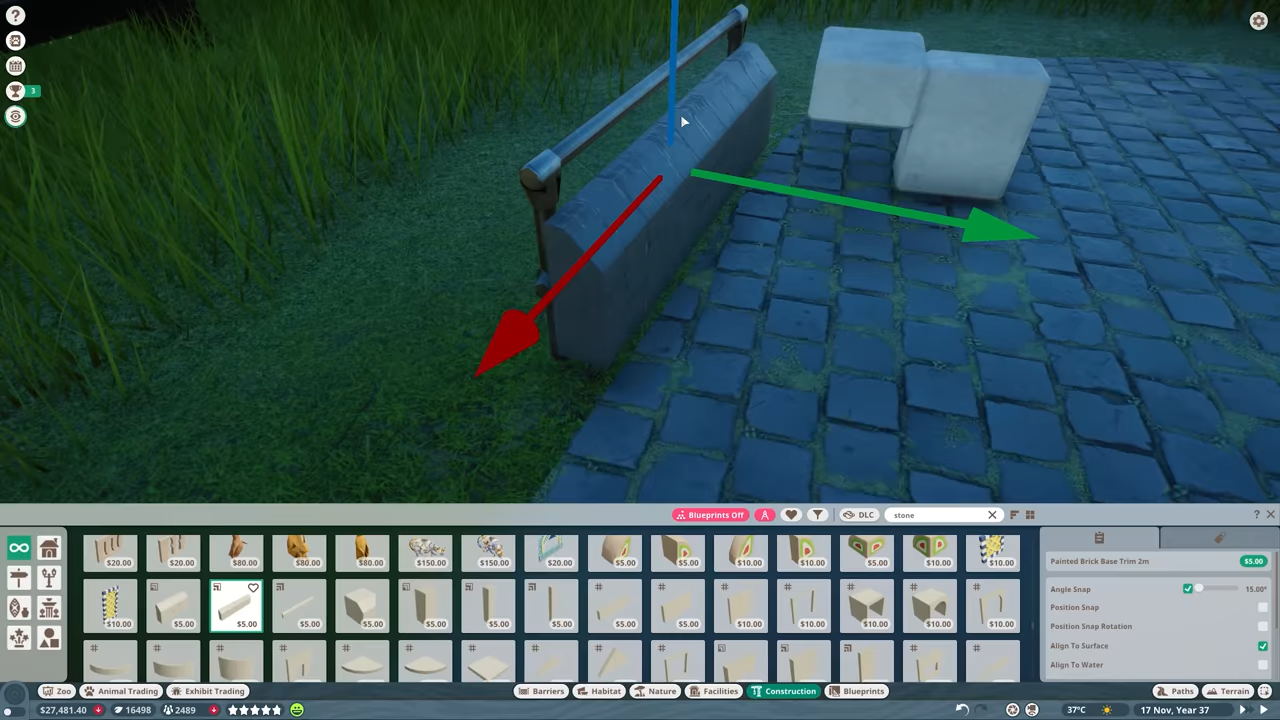 ?
3
Blueprints Off
DLC
stone
?
$20.00 $20.00 $80.00 $80.00 $80.00 $150.00 $150.00 $20.00 $5.00 $5.00 $10.00 $10.00 $5.00 $10.00 $10.00
Painted Brick Base Trim 2m $5.00
$10.00 $5.00 $5.00 $5.00 $5.00 $5.00 $5.00 $5.00 $5.00 $5.00 $10.00 $10.00 $10.00 $10.00 $10.00
Angle Snap 15.00°
Position Snap
Position Snap Rotation
Align To Surface
Align To Water
Zoo Animal Trading Exhibit Trading Barriers Habitat Nature Facilities Construction Blueprints Paths Terrain
$27,481.40 16498 2489 37°C 17 Nov, Year 37